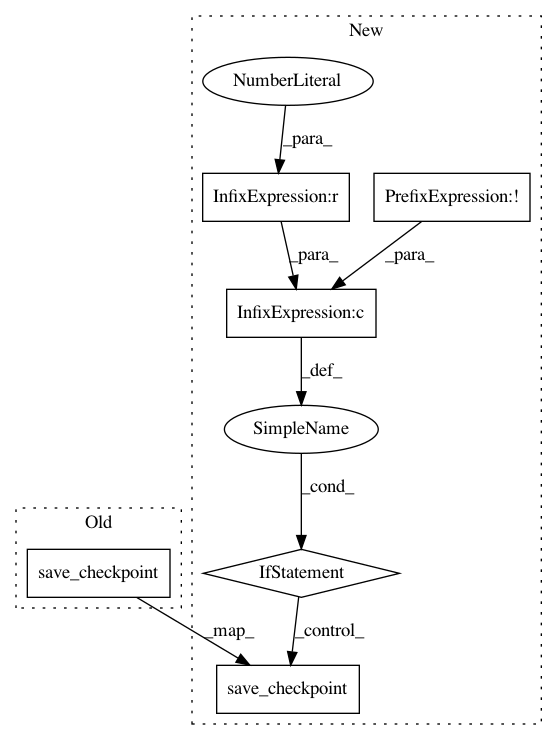 New
NumberLiteral
_para_
InfixExpression:r
PrefixExpression:!
_para_
_para_
InfixExpression:c
_def_
SimpleName
_cond_
Old
save_checkpoint
IfStatement
_map_
_control_
save_checkpoint